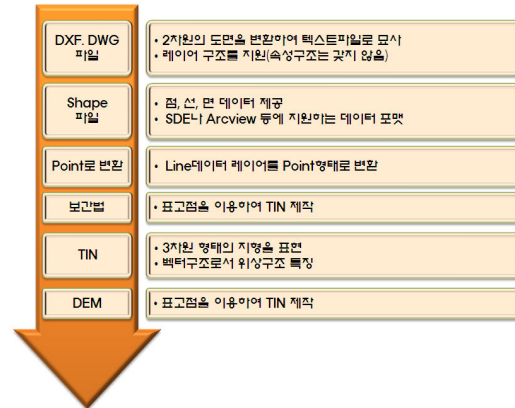 DXF. DWG
파일
• 2차원의 도면을 변환하여 텍스트파일로 묘사
• 레이어 구조를 지원(속성구조는 갖지 않음)
Shape
파일
• 점, 선, 면 데이터 제공
• SDE나 Arcview 등에 지원하는 데이터 포맷
Point로 변환
• Line데이터 레이어를 Point형태로 변환
보간법
• 표고점을 이용하여 TIN 제작
TIN
• 3차원 형태의 지형을 표현
• 벡터구조로서 위상구조 특징
DEM
• 표고점을 이용하여 TIN 제작